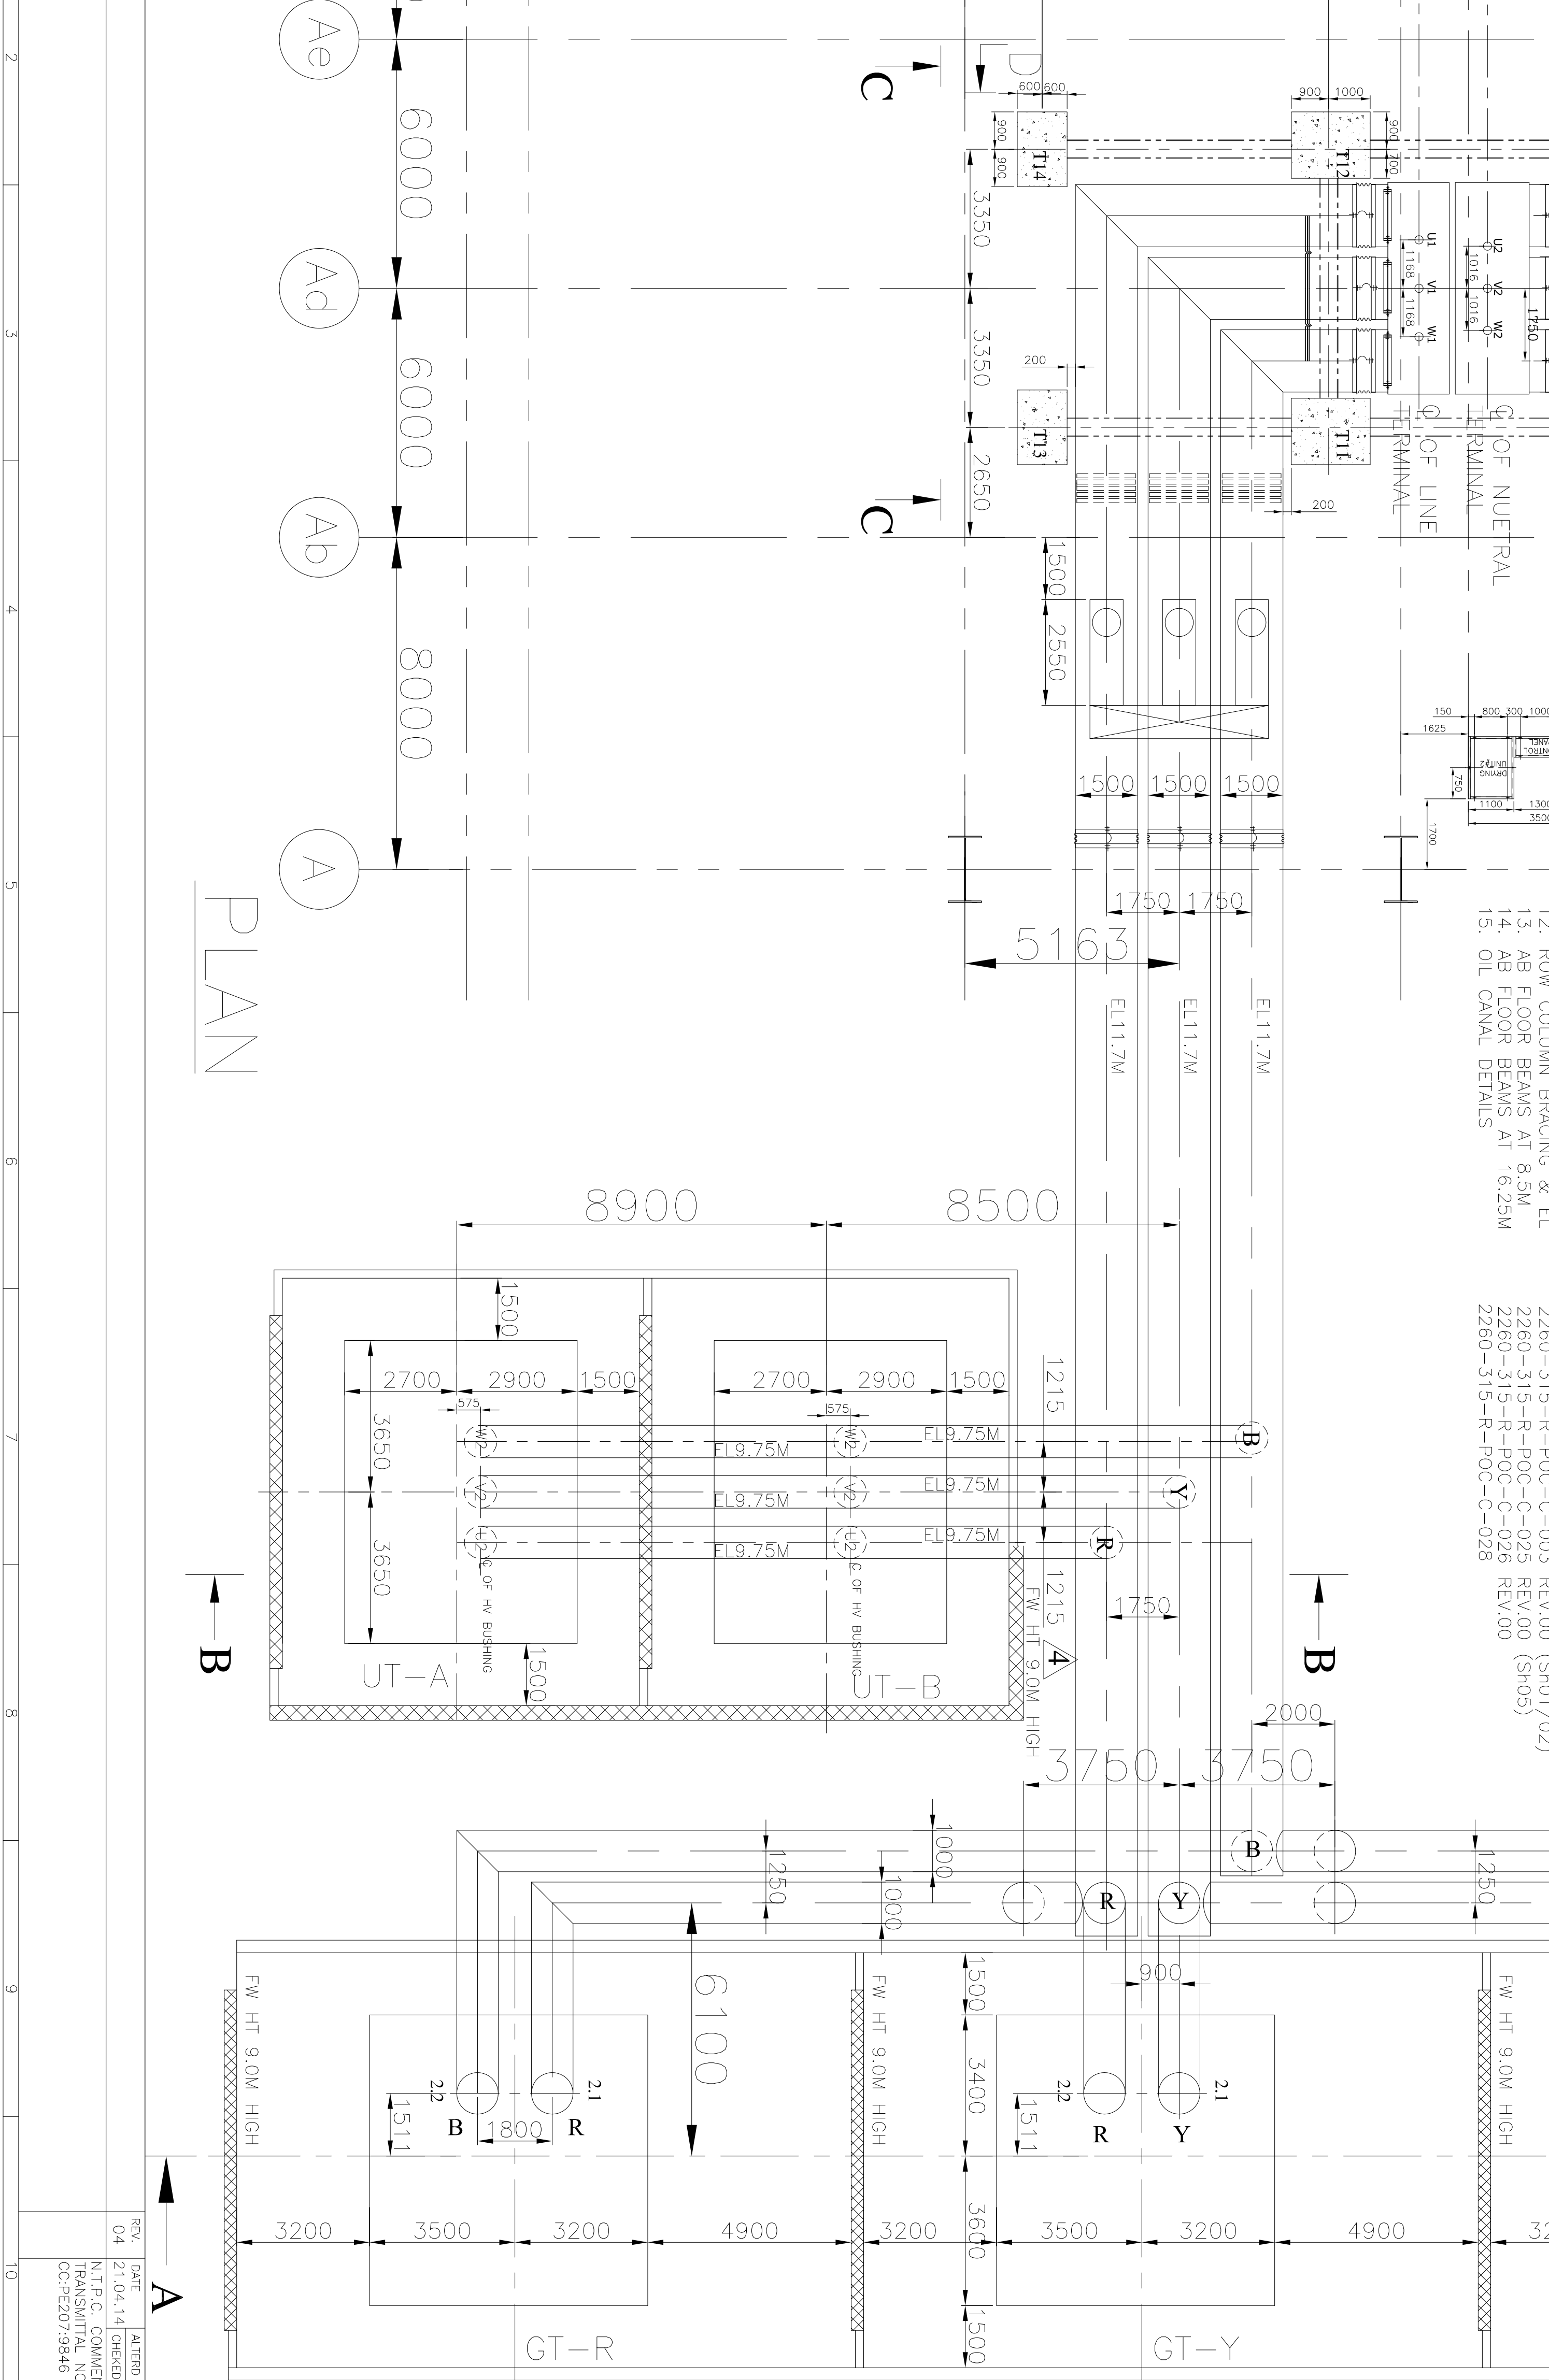 2
3
4
5
6
7
8
9
10
Ae
Ad
Ab
A
6000
6000
8000
PLAN
C
C
D
600
600
900
900
T14
900
1000
900
700
T12
3350
3350
2650
200
T13
T11
200
U1
V1
W1
1168
1168
U2
V2
W2
1016
1016
1750
℄ OF NUETRAL
TERMINAL
℄ OF LINE
TERMINAL
1500
2550
150
800
300
1625
DRYING
UNIT#2
750
1100
1700
1500
1500
1500
1750
1750
5163
EL11.7M
EL11.7M
EL11.7M
13. AB FLOOR BEAMS AT 8.5M
14. AB FLOOR BEAMS AT 16.25M
15. OIL CANAL DETAILS
2260-315-R-POC-C-025 REV.00 (Sh05)
2260-315-R-POC-C-026 REV.00
2260-315-R-POC-C-028
8900
8500
1500
2700
2900
1500
2700
2900
1500
575
575
3650
3650
1500
W2
V2
U2
W2
V2
U2
EL9.75M
EL9.75M
EL9.75M
EL9.75M
EL9.75M
EL9.75M
℄ OF HV BUSHING
℄ OF HV BUSHING
UT-A
UT-B
1215
1215
B
Y
R
1750
4
FW HT 9.0M HIGH
B
B
2000
3750
3750
1000
1250
1000
1250
B
R
Y
6100
900
FW HT 9.0M HIGH
FW HT 9.0M HIGH
FW HT 9.0M HIGH
1500
3400
3600
1500
2.2
2.1
B
R
1800
1511
2.2
2.1
R
Y
1511
3200
3500
3200
4900
3200
3500
3200
4900
GT-R
GT-Y
A
REV.
DATE
ALTERD
04
21.04.14
CHEKED
TRANSMITTAL
CC:PE207:9846